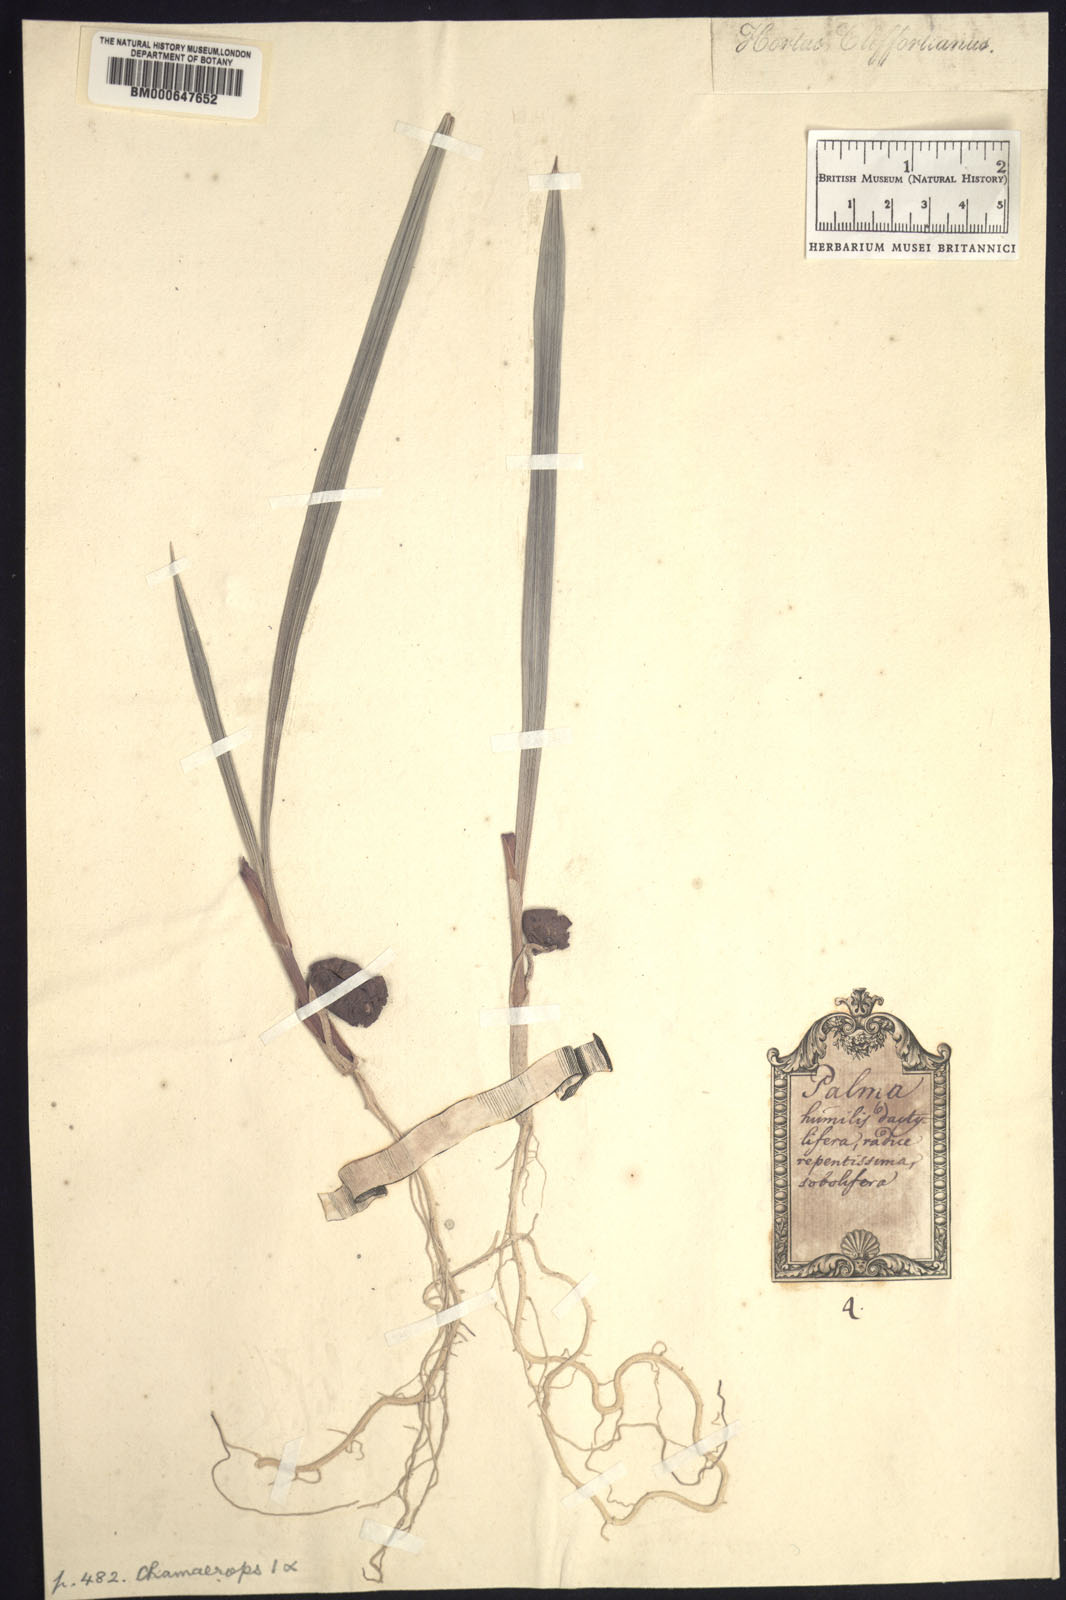 THE NATURAL HISTORY MUSEUM, LONDON
DEPARTMENT OF BOTANY
BM000647652
Hortus Cliffortianus.
1 2
BRITISH MUSEUM (NATURAL HISTORY)
1 2 3 4 5
HERBARIUM MUSEI BRITANNICI
Palma
humilis dacty-
lifera, radice
repentissima,
sobolifera
4.
p. 482. Chamaerops 1 α